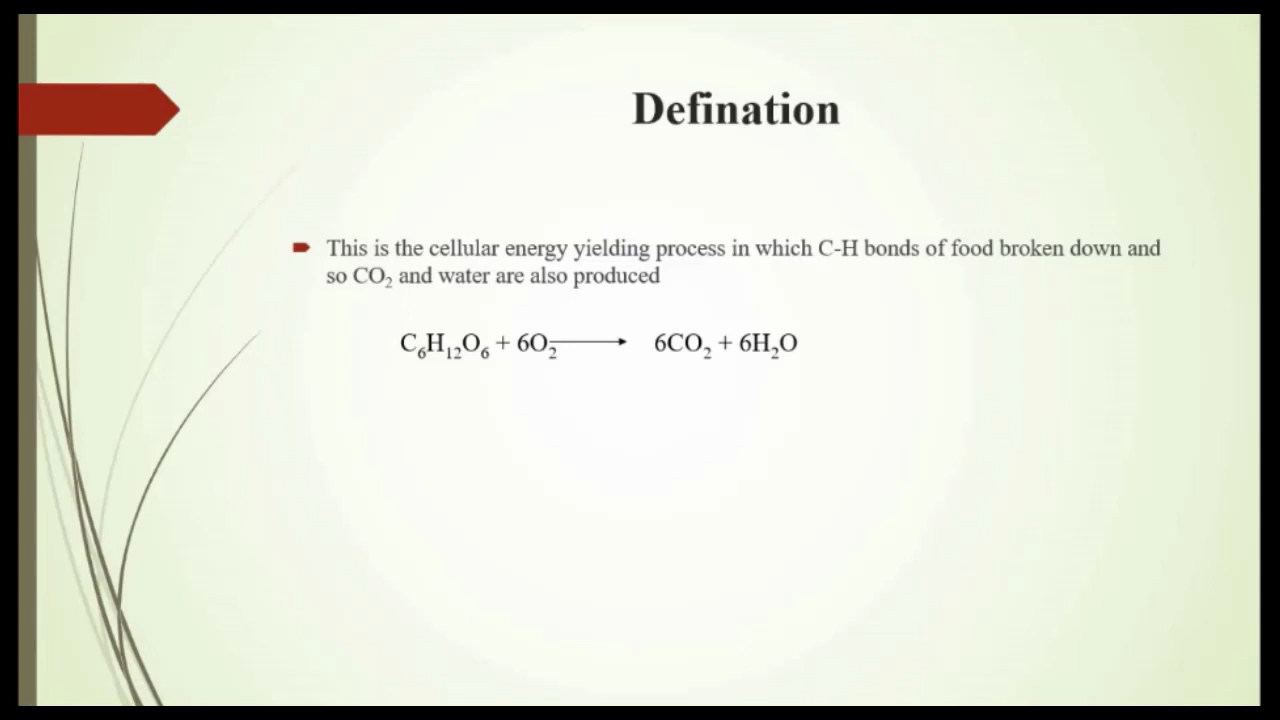 Defination
This is the cellular energy yielding process in which C-H bonds of food broken down and
so CO₂ and water are also produced
C₆H₁₂O₆ + 6O₂ → 6CO₂ + 6H₂O